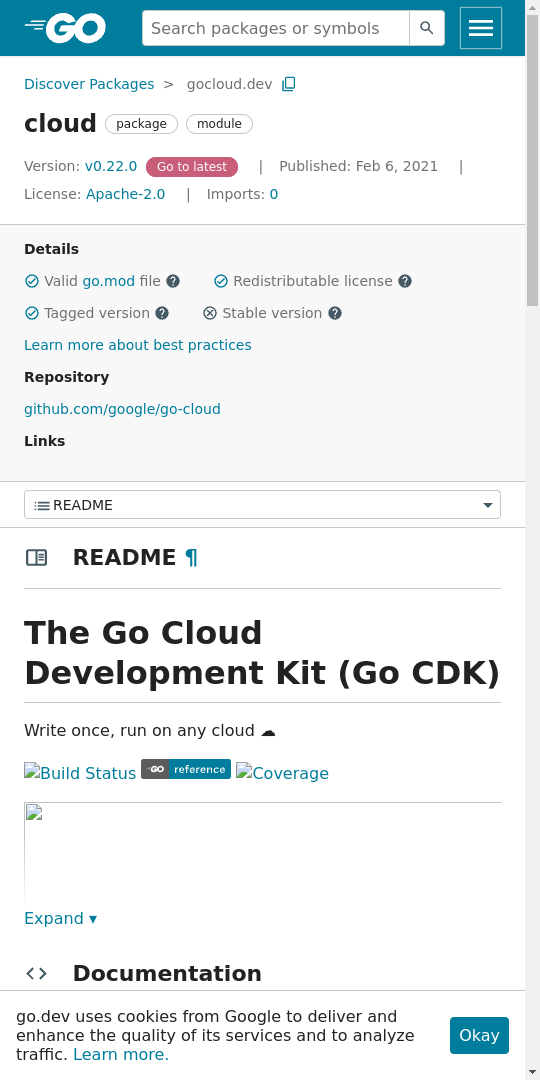 GO
Search packages or symbols
Discover Packages > gocloud.dev
cloud package module
Version: v0.22.0 Go to latest | Published: Feb 6, 2021 |
License: Apache-2.0 | Imports: 0
Details
Valid go.mod file ? Redistributable license ?
Tagged version ? Stable version ?
Learn more about best practices
Repository
github.com/google/go-cloud
Links
README
README ¶
The Go Cloud
Development Kit (Go CDK)
Write once, run on any cloud ☁
Build Status GO reference Coverage
Expand ▾
Documentation
go.dev uses cookies from Google to deliver and
enhance the quality of its services and to analyze
traffic. Learn more.
Okay